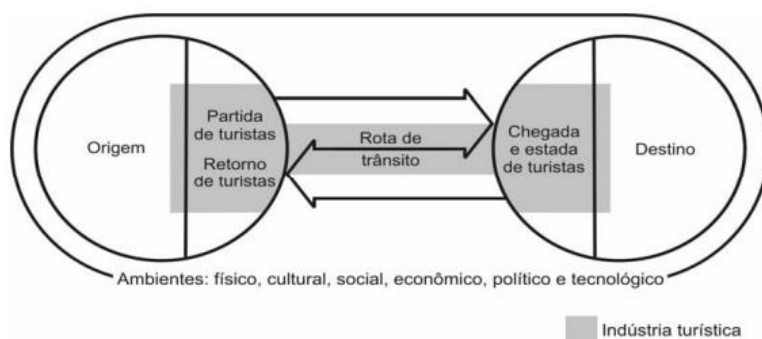 Origem
Partida
de turistas
Retorno
de turistas
Rota de
trânsito
Chegada
e estada
de turistas
Destino
Ambientes: físico, cultural, social, econômico, político e tecnológico
Indústria turística